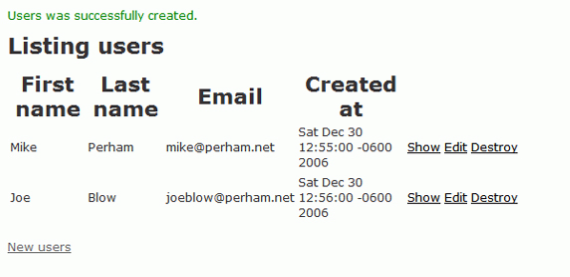 Users was successfully created.
Listing users
First name Last name Email Created at
Mike Perham mike@perham.net Sat Dec 30 12:55:00 -0600 2006 Show Edit Destroy
Joe Blow joeblow@perham.net Sat Dec 30 12:56:00 -0600 2006 Show Edit Destroy
New users